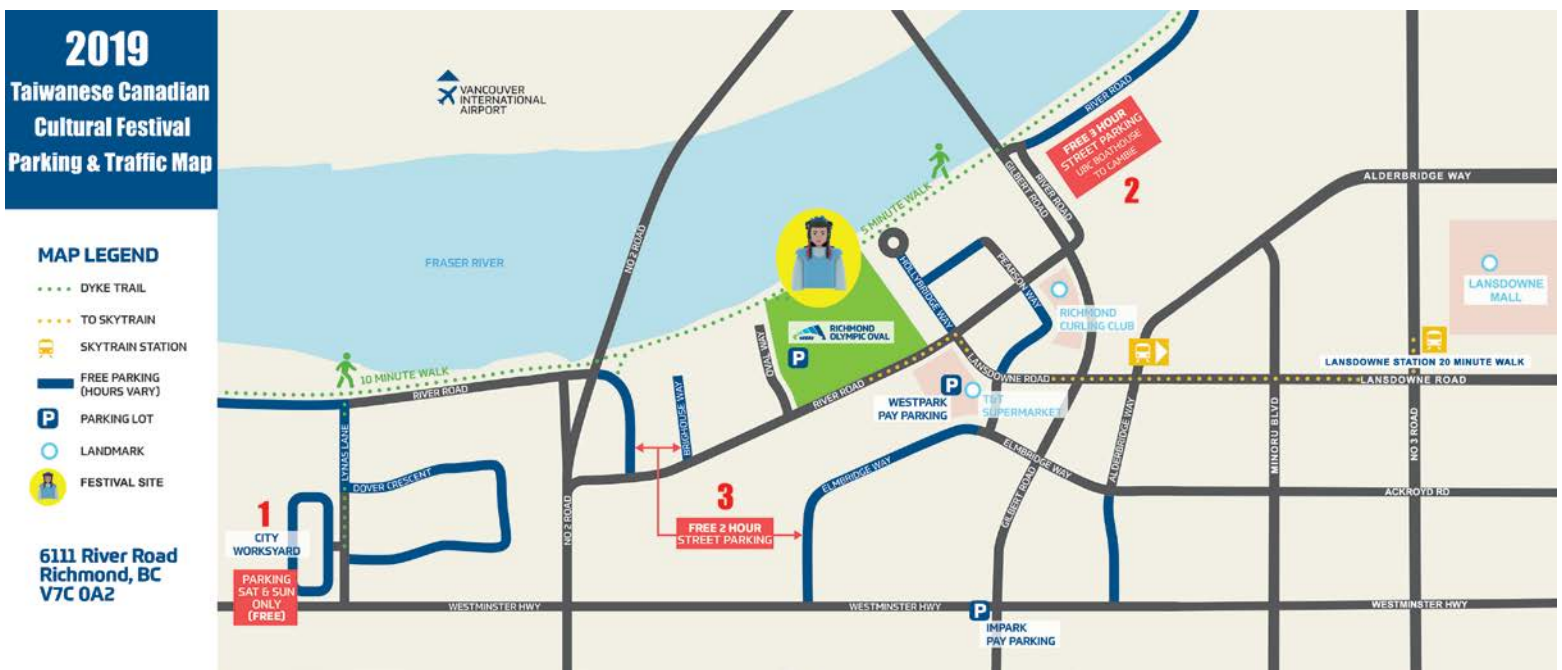 2019
Taiwanese Canadian
Cultural Festival
Parking & Traffic Map
MAP LEGEND
DYKE TRAIL
TO SKYTRAIN
SKYTRAIN STATION
FREE PARKING
(HOURS VARY)
P
PARKING LOT
LANDMARK
FESTIVAL SITE
6111 River Road
Richmond, BC
V7C 0A2
VANCOUVER
INTERNATIONAL
AIRPORT
FRASER RIVER
NO 2 ROAD
RIVER ROAD
FREE 3 HOUR
STREET PARKING
UBC BOATHOUSE
TO CAMBIE
2
GILBERT ROAD
RIVER ROAD
ALDERBRIDGE WAY
5 MINUTE WALK
HOLLYBRIDGE WAY
PEARSON WAY
RICHMOND
CURLING CLUB
LANSDOWNE
MALL
RICHMOND
OLYMPIC OVAL
P
OVAL WAY
RIVER ROAD
10 MINUTE WALK
RIVER ROAD
LANSDOWNE STATION 20 MINUTE WALK
LANSDOWNE ROAD
LANSDOWNE ROAD
P
WESTPARK
PAY PARKING
T&T
SUPERMARKET
BRIGHOUSE WAY
LYNAS LANE
DOVER CRESCENT
ELMBRIDGE WAY
ELMBRIDGE WAY
ALDERBRIDGE WAY
MINORU BLVD
NO 3 ROAD
ACKROYD RD
GILBERT ROAD
NO 2 ROAD
1
CITY
WORKSYARD
PARKING
SAT & SUN
ONLY
(FREE)
3
FREE 2 HOUR
STREET PARKING
WESTMINSTER HWY
WESTMINSTER HWY
WESTMINSTER HWY
P
IMPARK
PAY PARKING